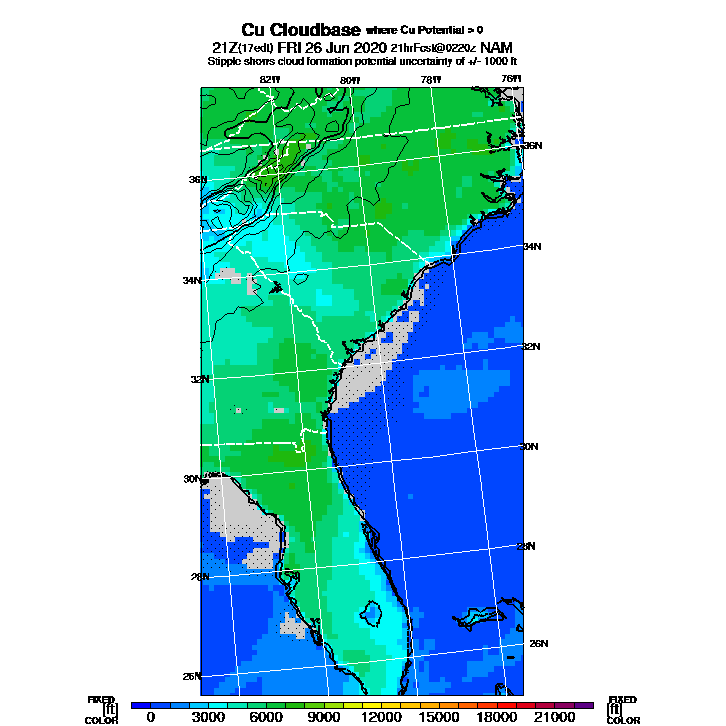 Cu Cloudbase where Cu Potential > 0
21Z(17edt) FRI 26 Jun 2020 21hrFcst@0220z NAM
Stipple shows cloud formation potential uncertainty of +/- 1000 ft
82W 80W 78W 76W
36N 36N
34N 34N
32N 32N
30N 30N
28N 28N
26N 26N
FIXED FIXED
[ft] 0 3000 6000 9000 12000 15000 18000 21000 [ft]
COLOR COLOR